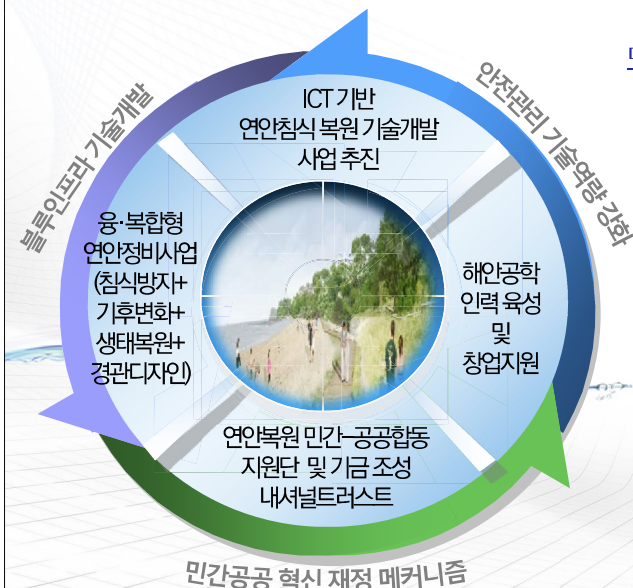 블루인프라 기술개발
안전관리 기술역량 강화
ICT 기반
연안침식 복원 기술개발
사업 추진
융·복합형
연안정비사업
(침식방지+
기후변화+
생태복원+
경관디자인)
해안공학
인력 육성
및
창업지원
연안복원 민간-공공합동
지원단 및 기금 조성
내셔널트러스트
민간공공 혁신 재정 메커니즘